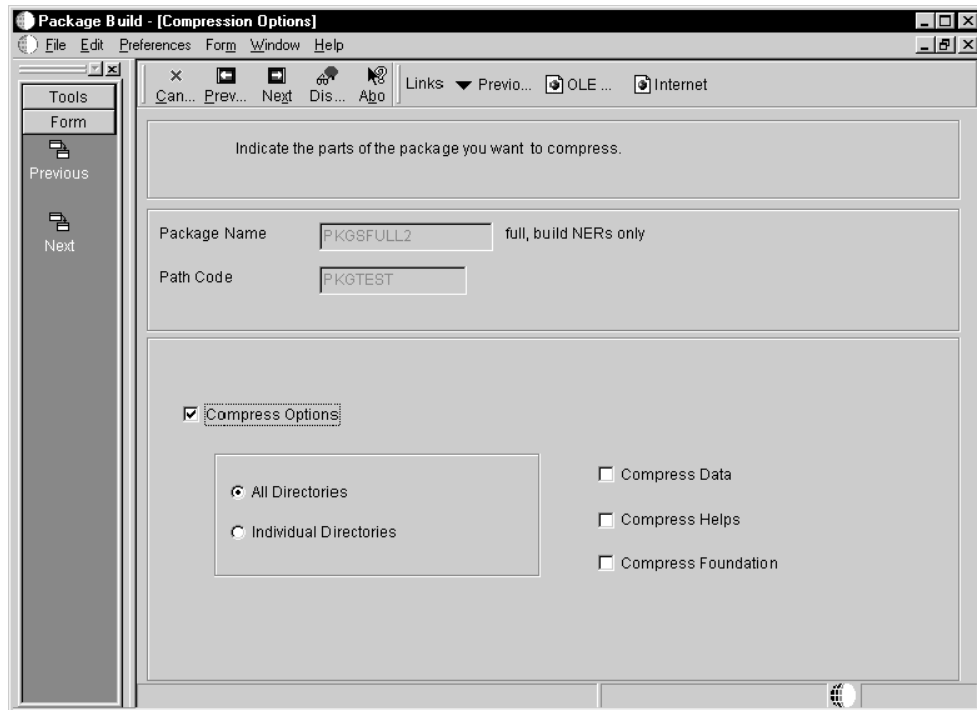 Package Build - [Compression Options]
File Edit Preferences Form Window Help
Tools
Form
Previous
Next
Can... Prev... Next Dis... Abo
Links Previo... OLE ... Internet
Indicate the parts of the package you want to compress.
Package Name PKGSFULL2 full, build NERs only
Path Code PKGTEST
Compress Options
All Directories
Individual Directories
Compress Data
Compress Helps
Compress Foundation